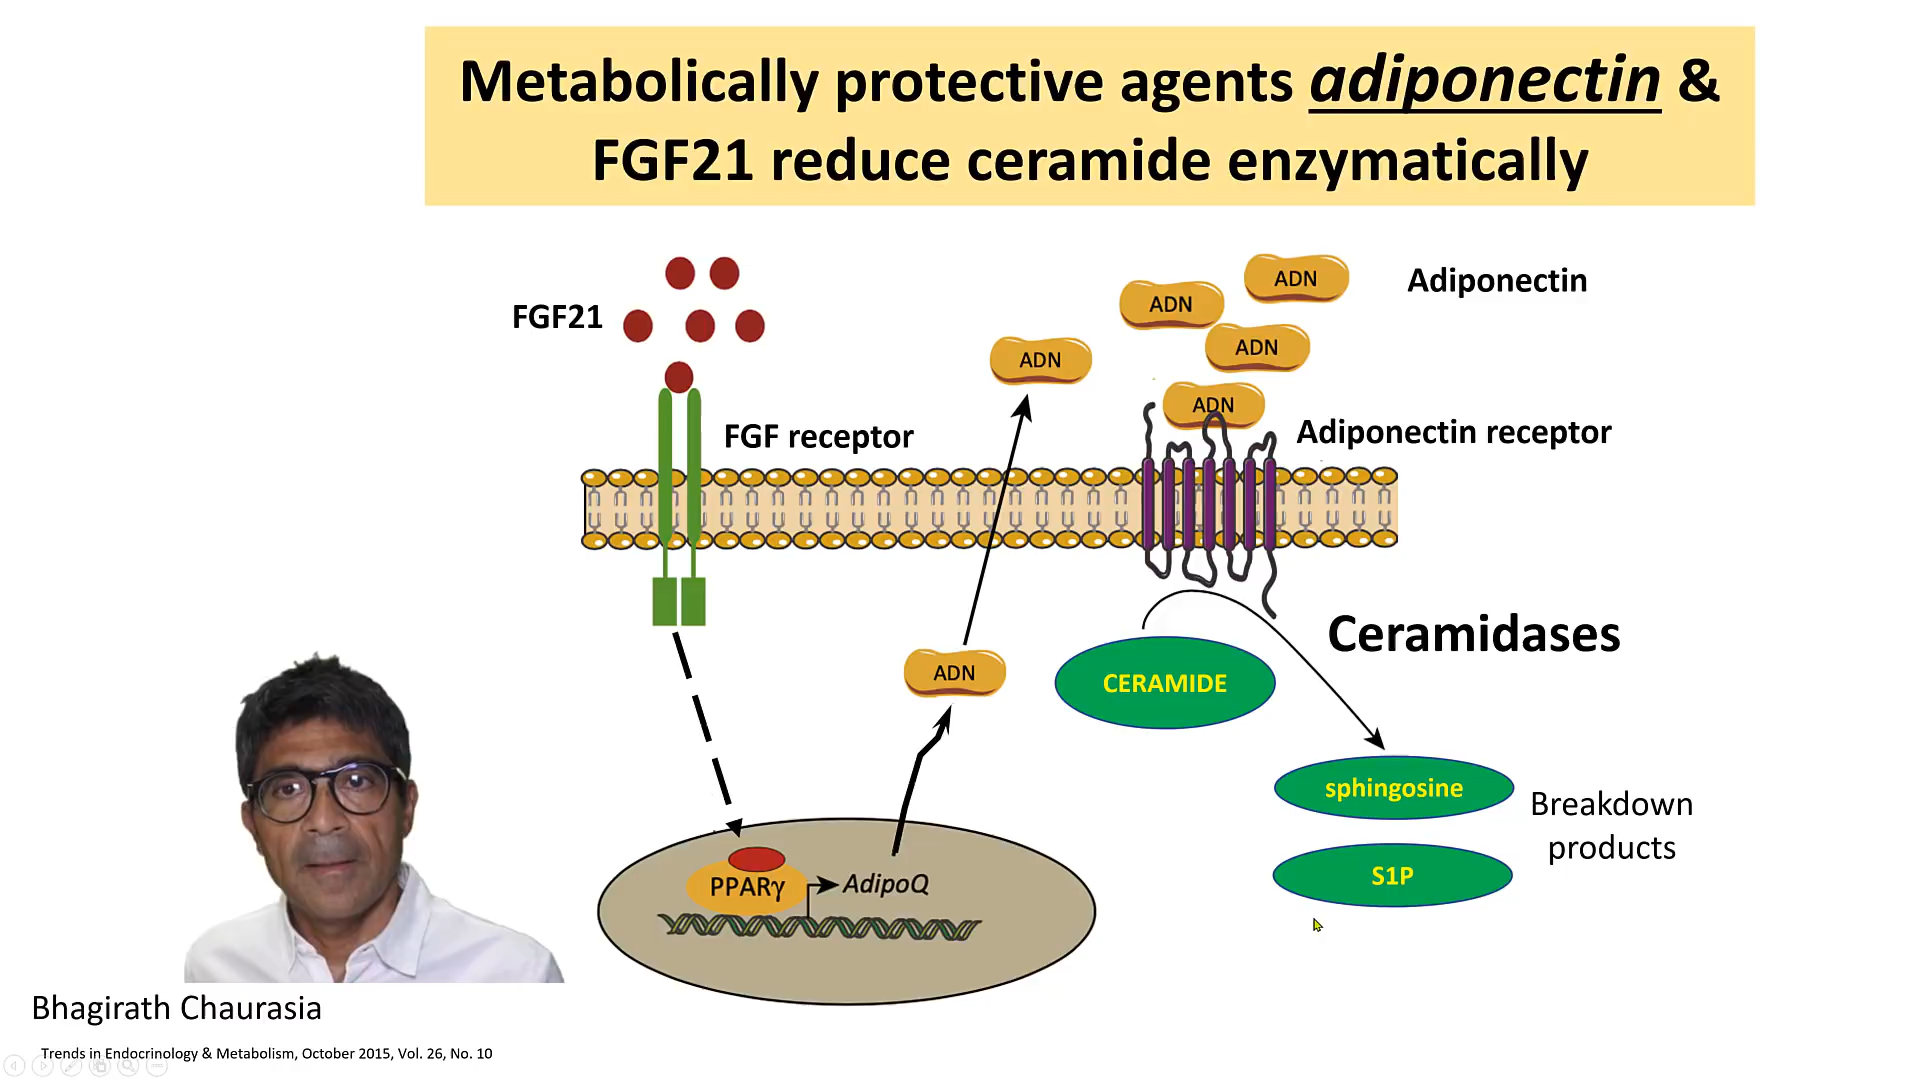 Metabolically protective agents adiponectin &
FGF21 reduce ceramide enzymatically
FGF21
ADN
ADN
ADN
ADN
ADN
Adiponectin
FGF receptor
Adiponectin receptor
Ceramidases
ADN
CERAMIDE
sphingosine
Breakdown
products
S1P
PPARγ
AdipoQ
Bhagirath Chaurasia
Trends in Endocrinology & Metabolism, October 2015, Vol. 26, No. 10